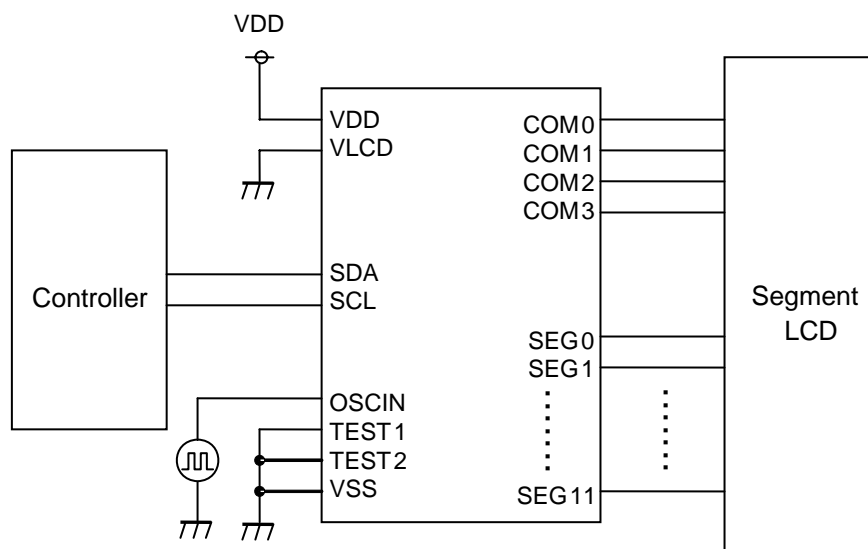 VDD
VDD
VLCD
COM0
COM1
COM2
COM3
Controller
SDA
SCL
Segment
LCD
SEG0
SEG1
OSCIN
TEST1
TEST2
VSS
SEG11